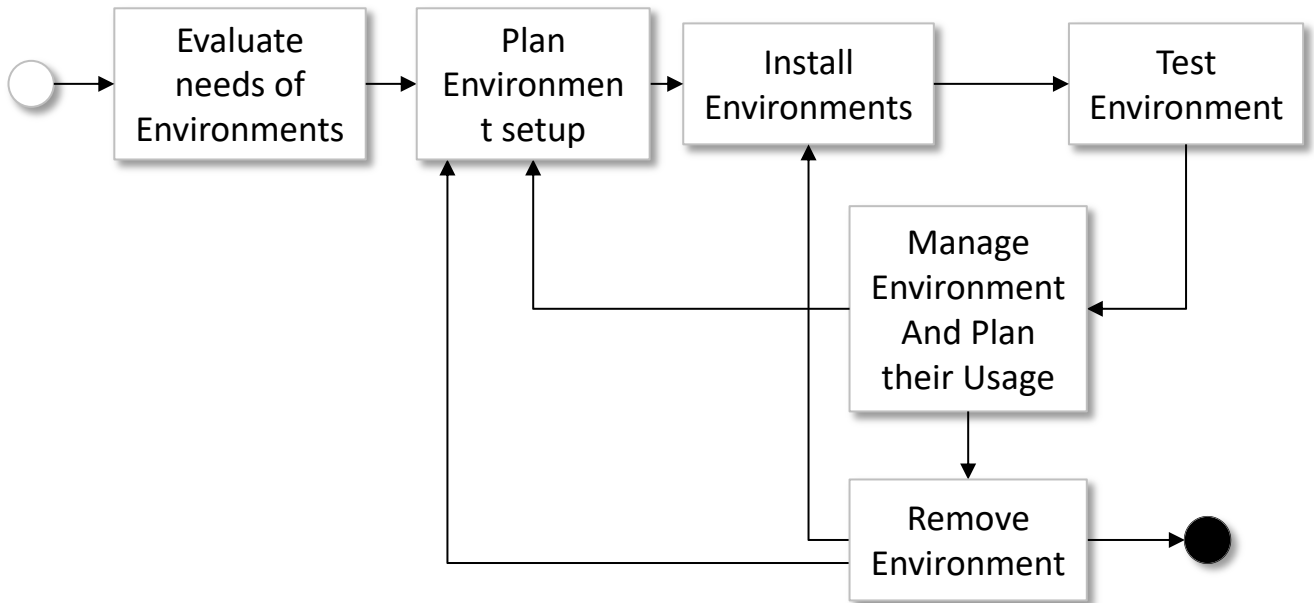 Evaluate
needs of
Environments
Plan
Environmen
t setup
Install
Environments
Test
Environment
Manage
Environment
And Plan
their Usage
Remove
Environment